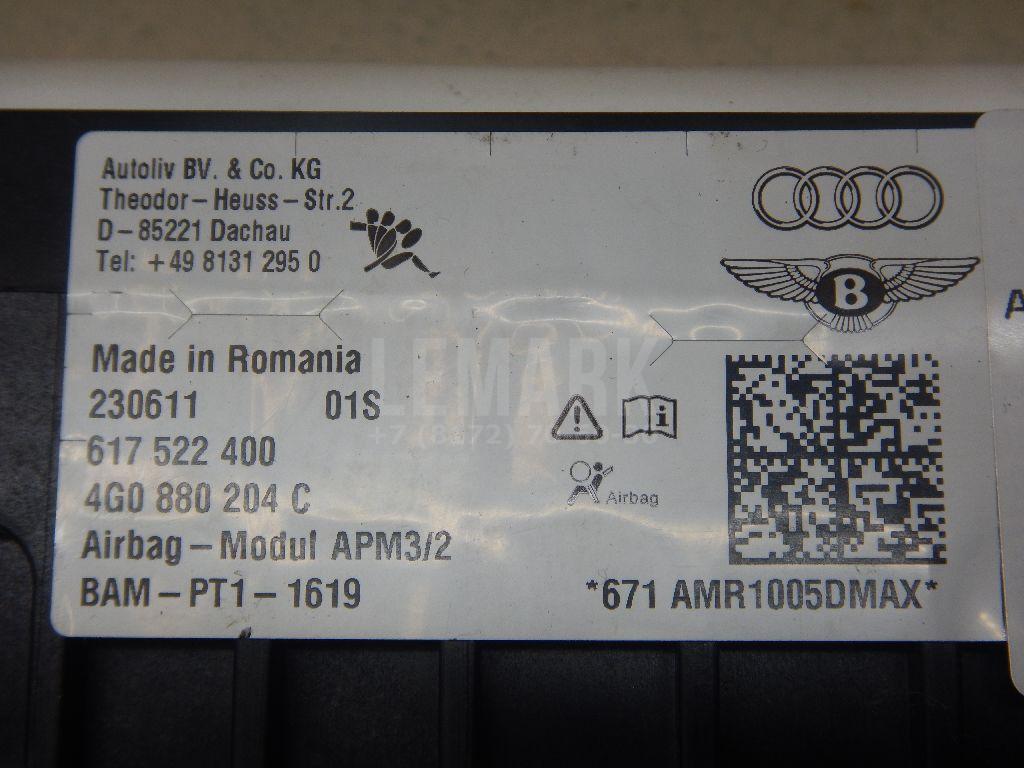 Autoliv BV. & Co. KG
Theodor-Heuss-Str.2
D-85221 Dachau
Tel: +49 8131 295 0
B
A
Made in Romania
LEMARK
230611 01S
617 522 400
4G0 880 204 C
Airbag
Airbag-Modul APM3/2
BAM-PT1-1619
*671 AMR1005DMAX*